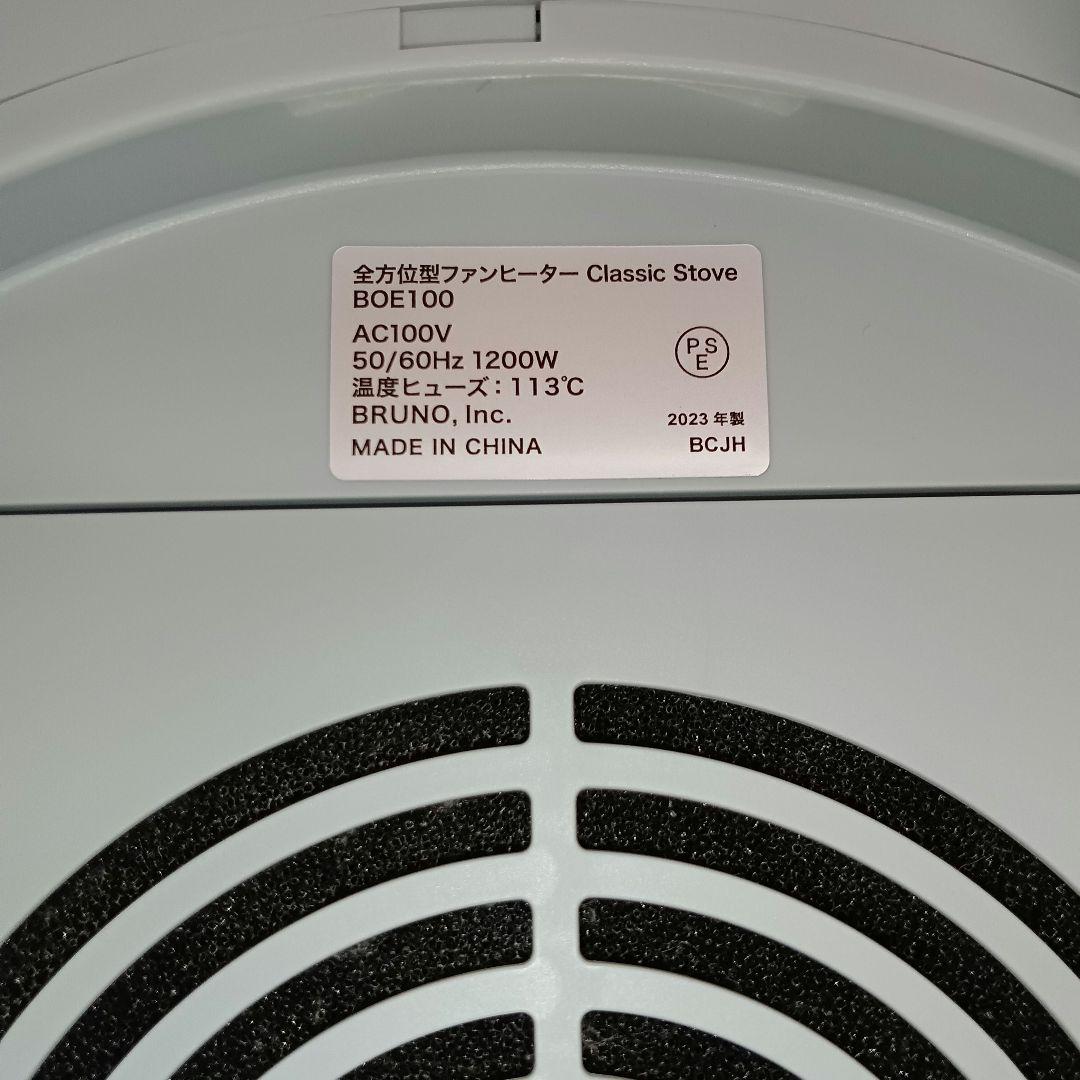 全方位型ファンヒーター Classic Stove
BOE100
AC100V
50/60Hz 1200W
温度ヒューズ：113℃
BRUNO, Inc.
MADE IN CHINA
PSE
2023 年製
BCJH